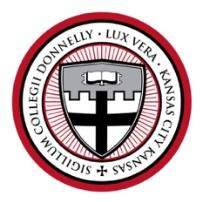 SIGILLUM COLLEGII DONNELLY · LUX VERA · KANSAS CITY KANSAS